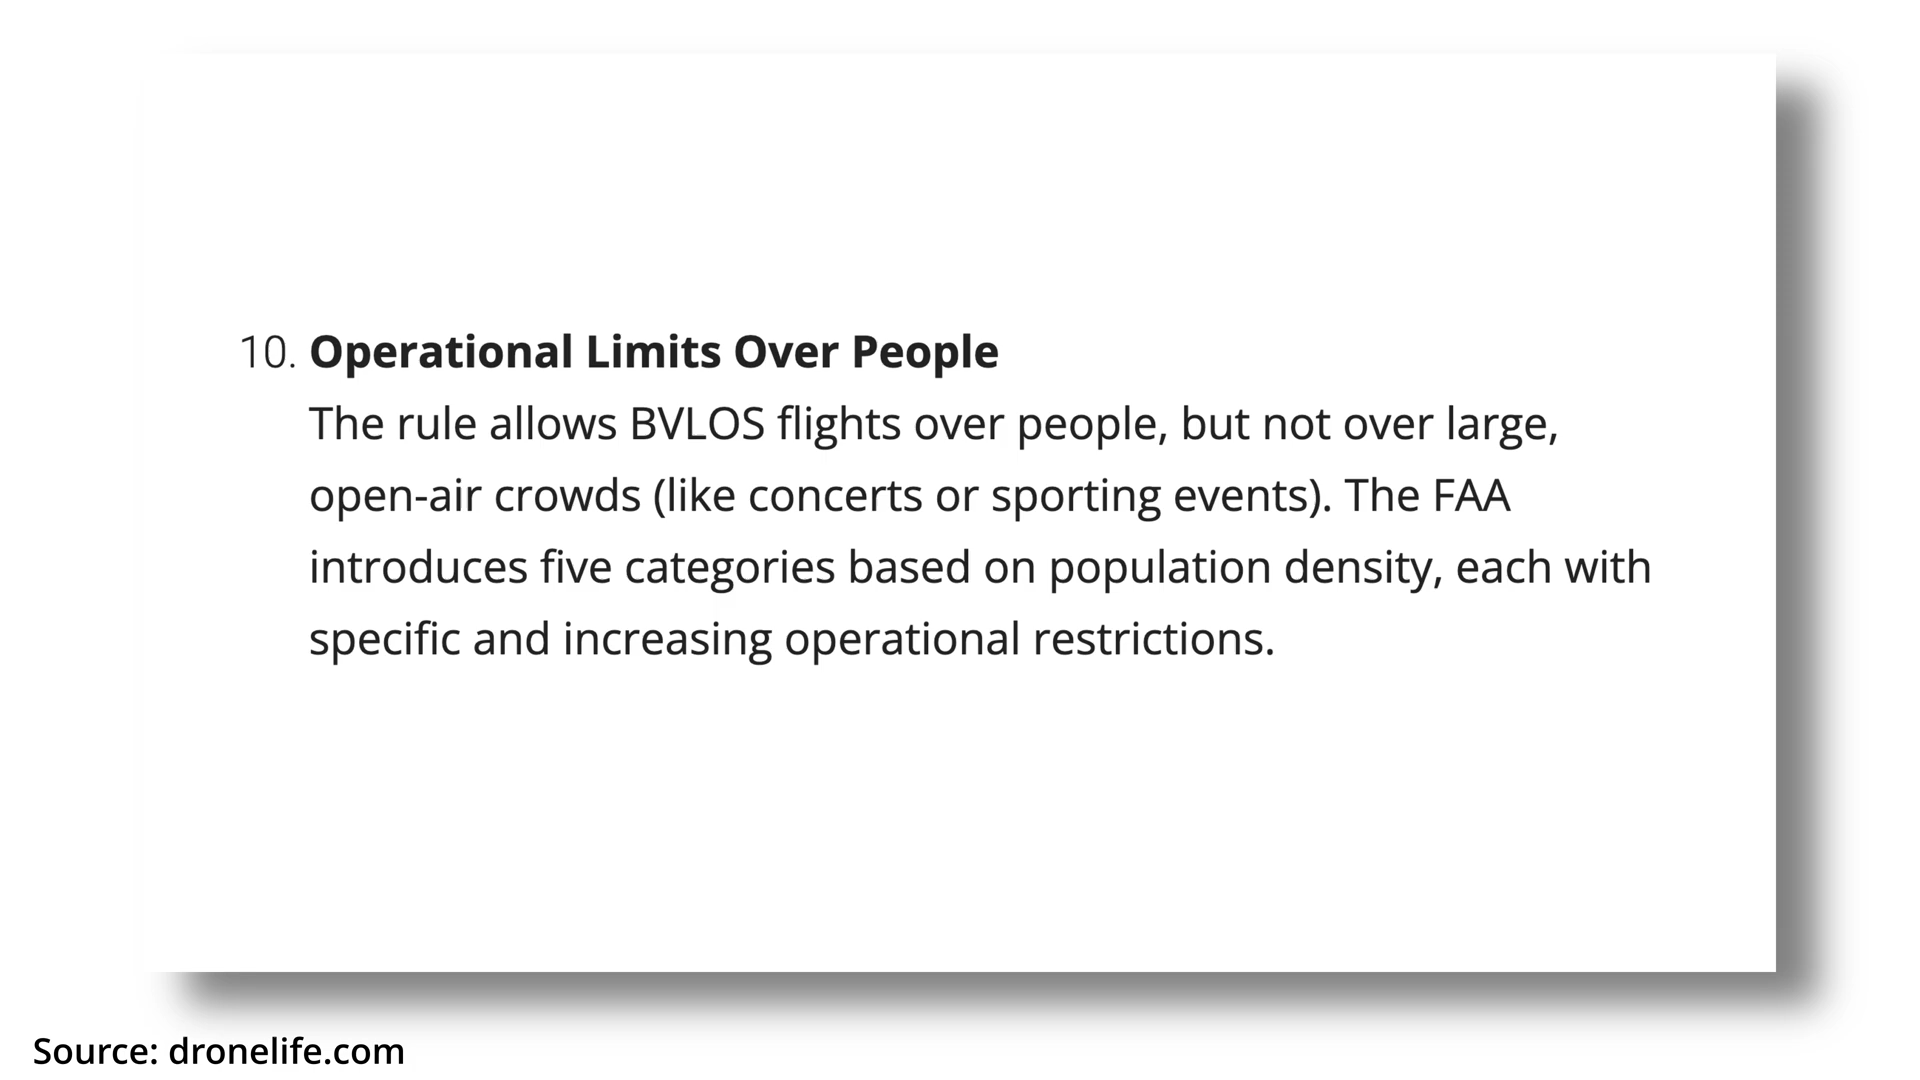 10. Operational Limits Over People
The rule allows BVLOS flights over people, but not over large,
open-air crowds (like concerts or sporting events). The FAA
introduces five categories based on population density, each with
specific and increasing operational restrictions.
Source: dronelife.com